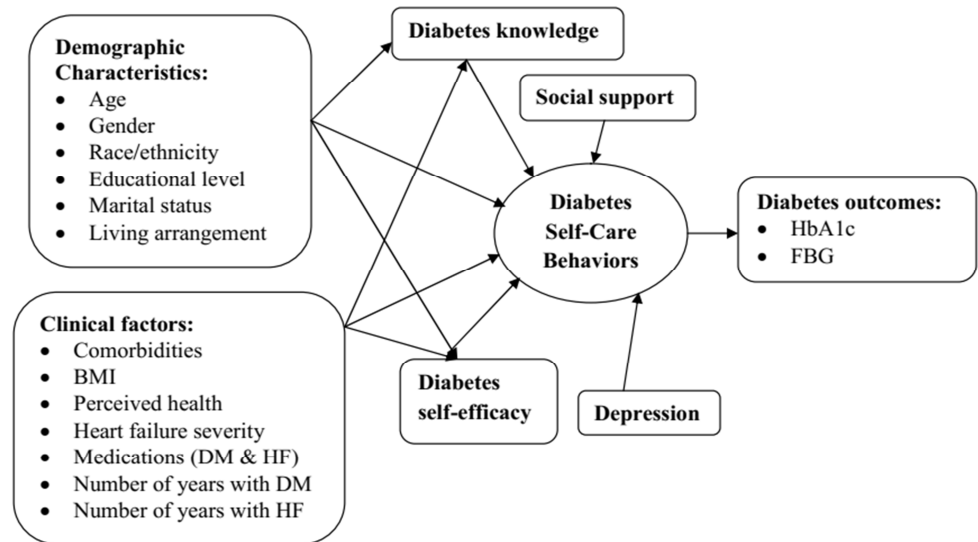 Demographic
Characteristics:
• Age
• Gender
• Race/ethnicity
• Educational level
• Marital status
• Living arrangement
Clinical factors:
• Comorbidities
• BMI
• Perceived health
• Heart failure severity
• Medications (DM & HF)
• Number of years with DM
• Number of years with HF
Diabetes knowledge
Social support
Diabetes
Self-Care
Behaviors
Diabetes
self-efficacy
Depression
Diabetes outcomes:
• HbA1c
• FBG